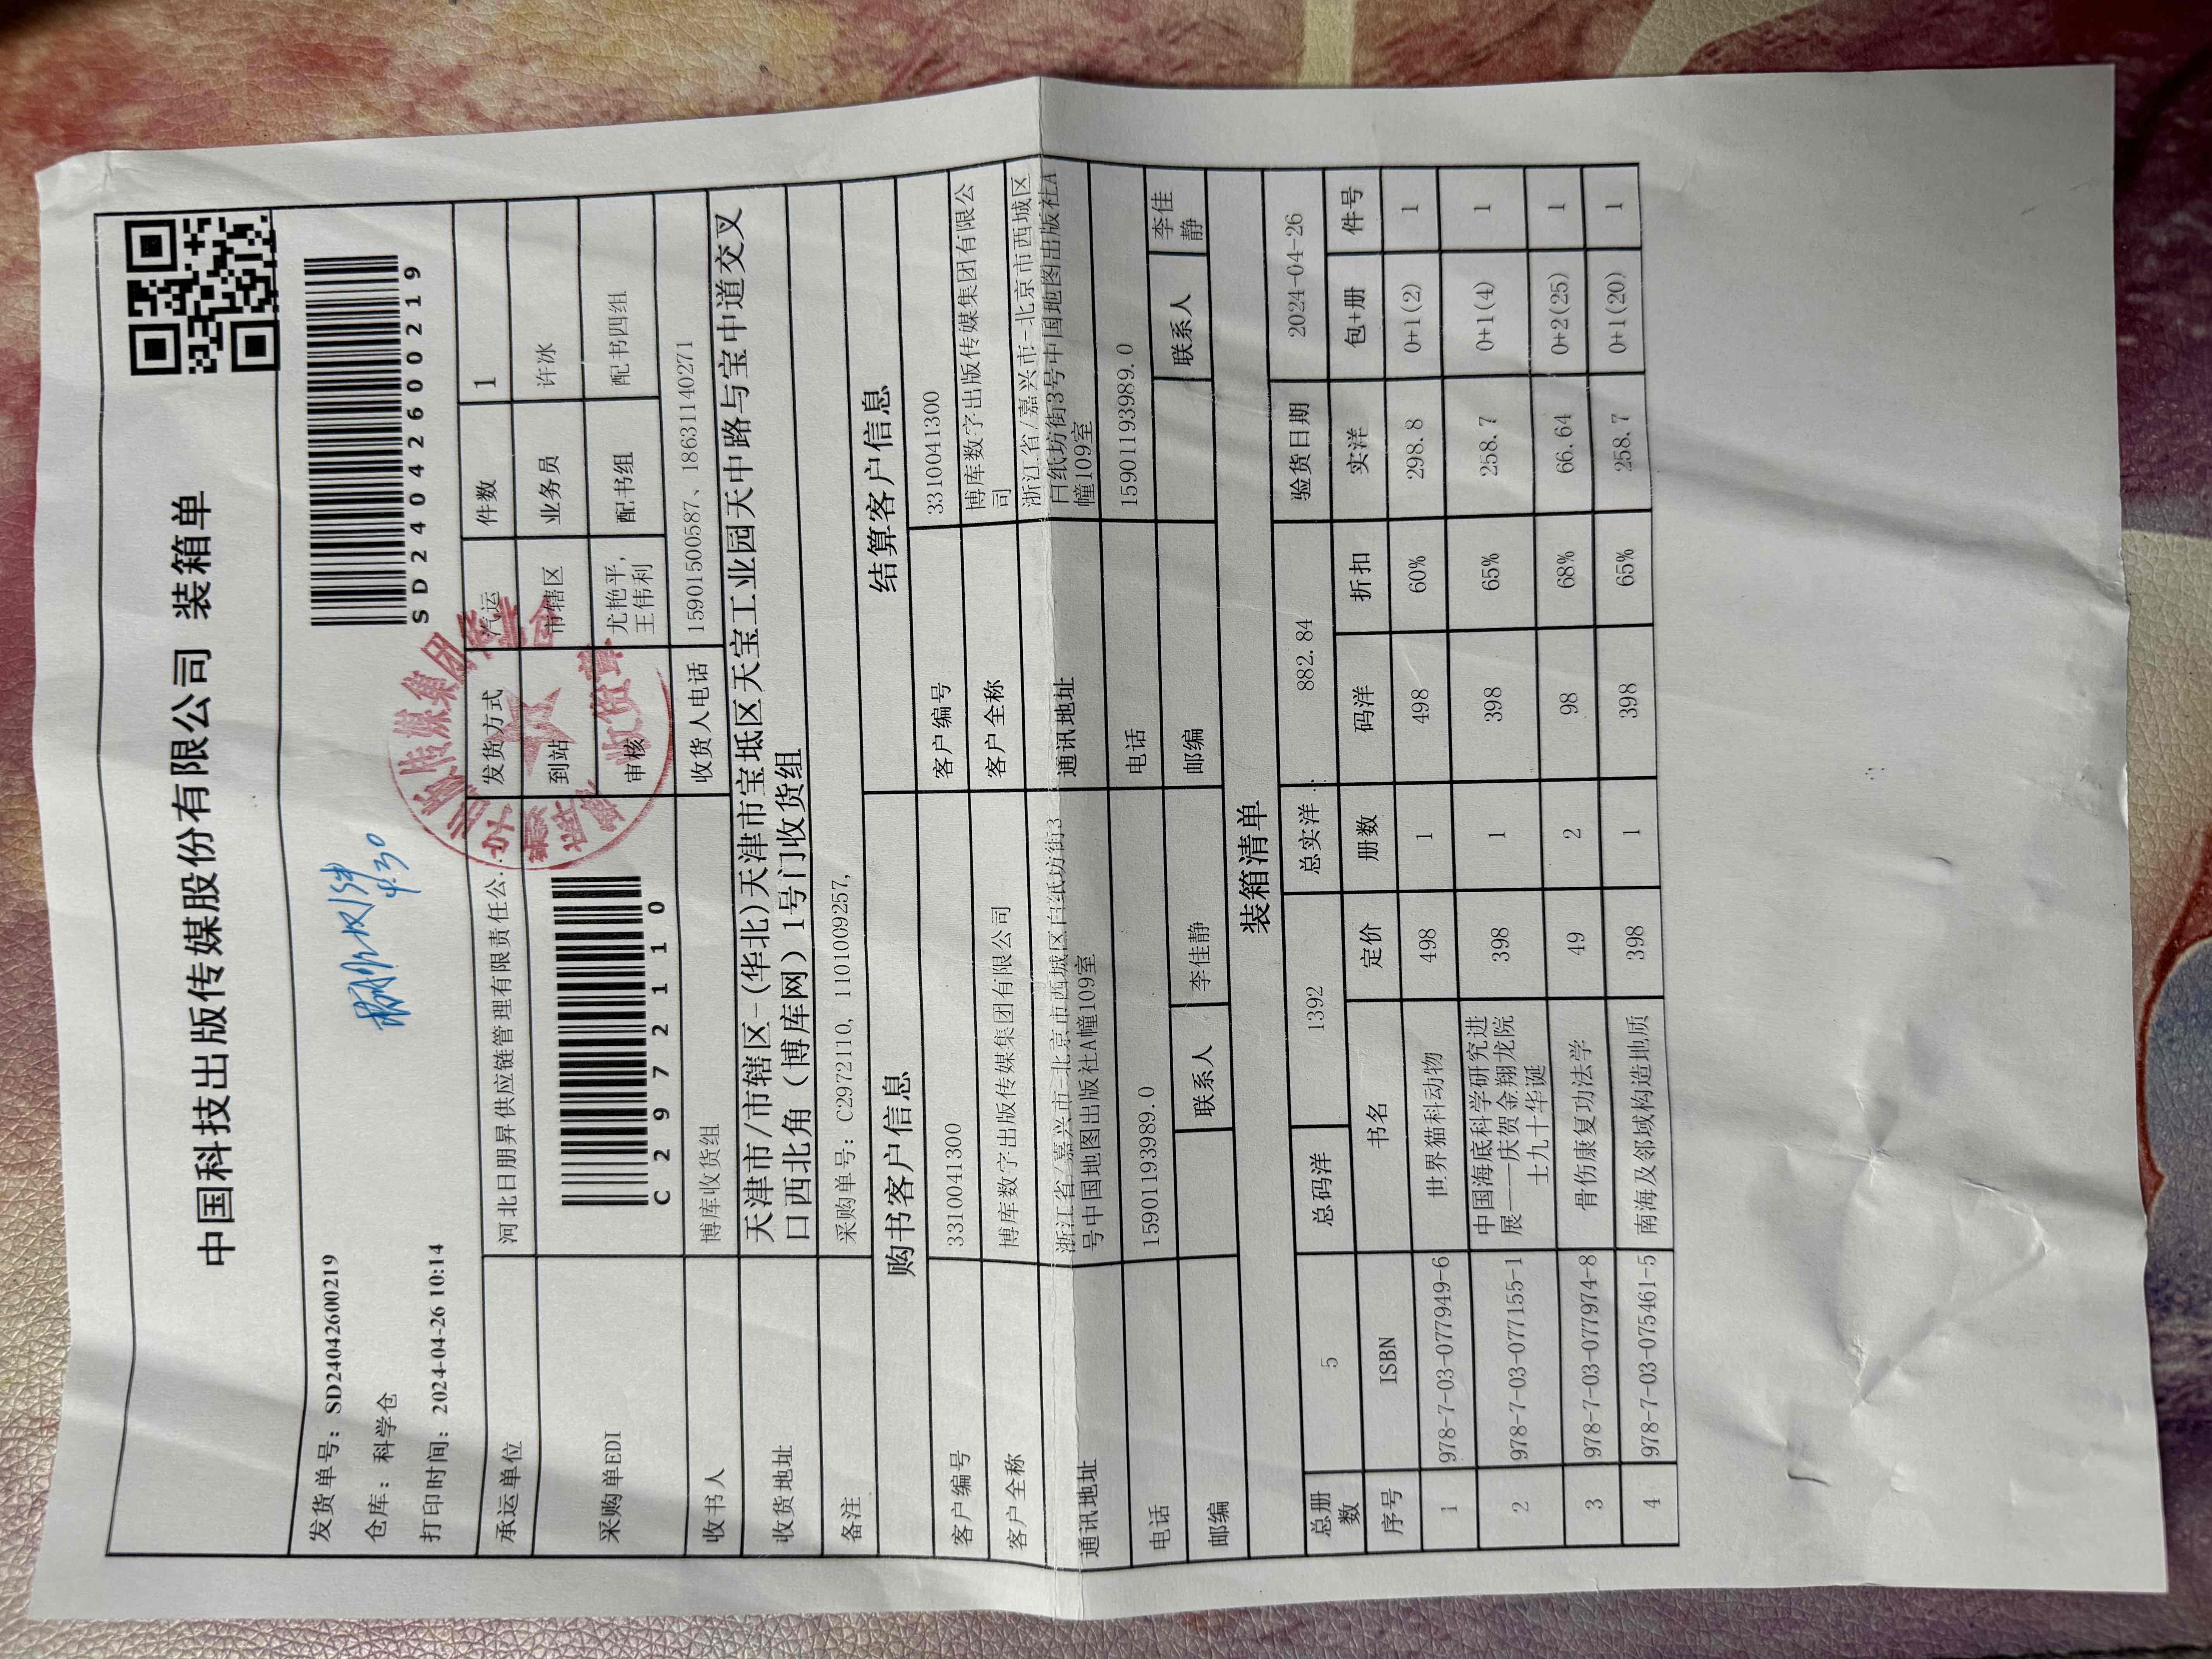 中国科技出版传媒股份有限公司 装箱单
发货单号：SD24042600219
仓库：科学仓
打印时间：2024-04-26 10:14
4.30
SD2404260 0219
承运单位 河北日朋昇供应链管理有限责任公. 发货方式 汽运 件数 1
采购单EDI C2972110 到站 市辖区 业务员 许冰
审核 尤艳平，王伟利 配书组 配书四组
收书人 博库收货组 收货人电话 15901500587、18631140271
收货地址 天津市/市辖区-(华北)天津市宝坻区天宝工业园天中路与宝中道交叉
口西北角（博库网）1号门收货组
备注 采购单号：C2972110, 1101009257,
购书客户信息 结算客户信息
客户编号 3310041300 客户编号 3310041300
客户全称 博库数字出版传媒集团有限公司 客户全称 博库数字出版传媒集团有限公
司
通讯地址 浙江省/嘉兴市-北京市西城区白纸坊街3
号中国地图出版社A幢109室
通讯地址 浙江省/嘉兴市-北京市西城区
白纸坊街3号中国地图出版社A
幢109室
电话 15901193989.0 电话 15901193989.0
邮编 联系人 李佳静 邮编 联系人 李佳
静
装箱清单
总册
数 5 总码洋 1392 总实洋. 882.84 验货日期 2024-04-26
序号 ISBN 书名 定价 册数 码洋 折扣 实洋 包+册 件号
1 978-7-03-077949-6 世界猫科动物 498 1 498 60% 298.8 0+1(2) 1
2 978-7-03-077155-1 中国海底科学研究进
展——庆贺金翔龙院
士九十华诞 398 1 398 65% 258.7 0+1(4) 1
3 978-7-03-077974-8 骨伤康复功法学 49 2 98 68% 66.64 0+2(25) 1
4 978-7-03-075461-5 南海及邻域构造地质 398 1 398 65% 258.7 0+1(20) 1